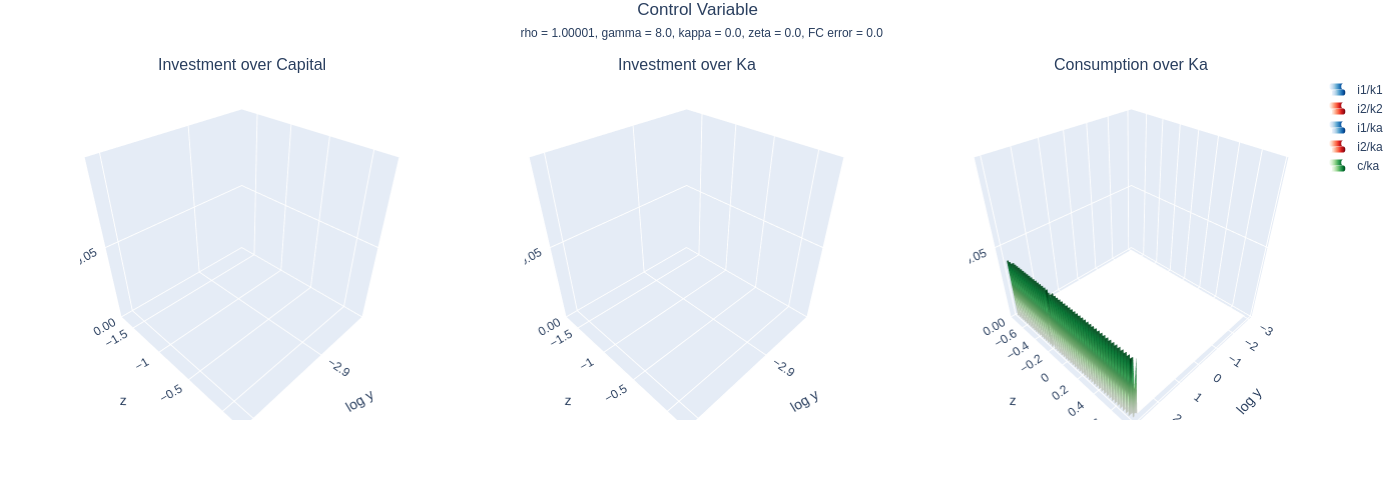 Control Variable
rho = 1.00001, gamma = 8.0, kappa = 0.0, zeta = 0.0, FC error = 0.0
Investment over Capital
Investment over Ka
Consumption over Ka
i1/k1
i2/k2
i1/ka
i2/ka
c/ka
.05
0.00
−1.5
−1
−0.5
z
−2.9
log y
.05
0.00
−1.5
−1
−0.5
z
−2.9
log y
.05
0.00
−0.6
−0.4
−0.2
0
0.2
0.4
z
−3
−2
−1
0
1
2
log y